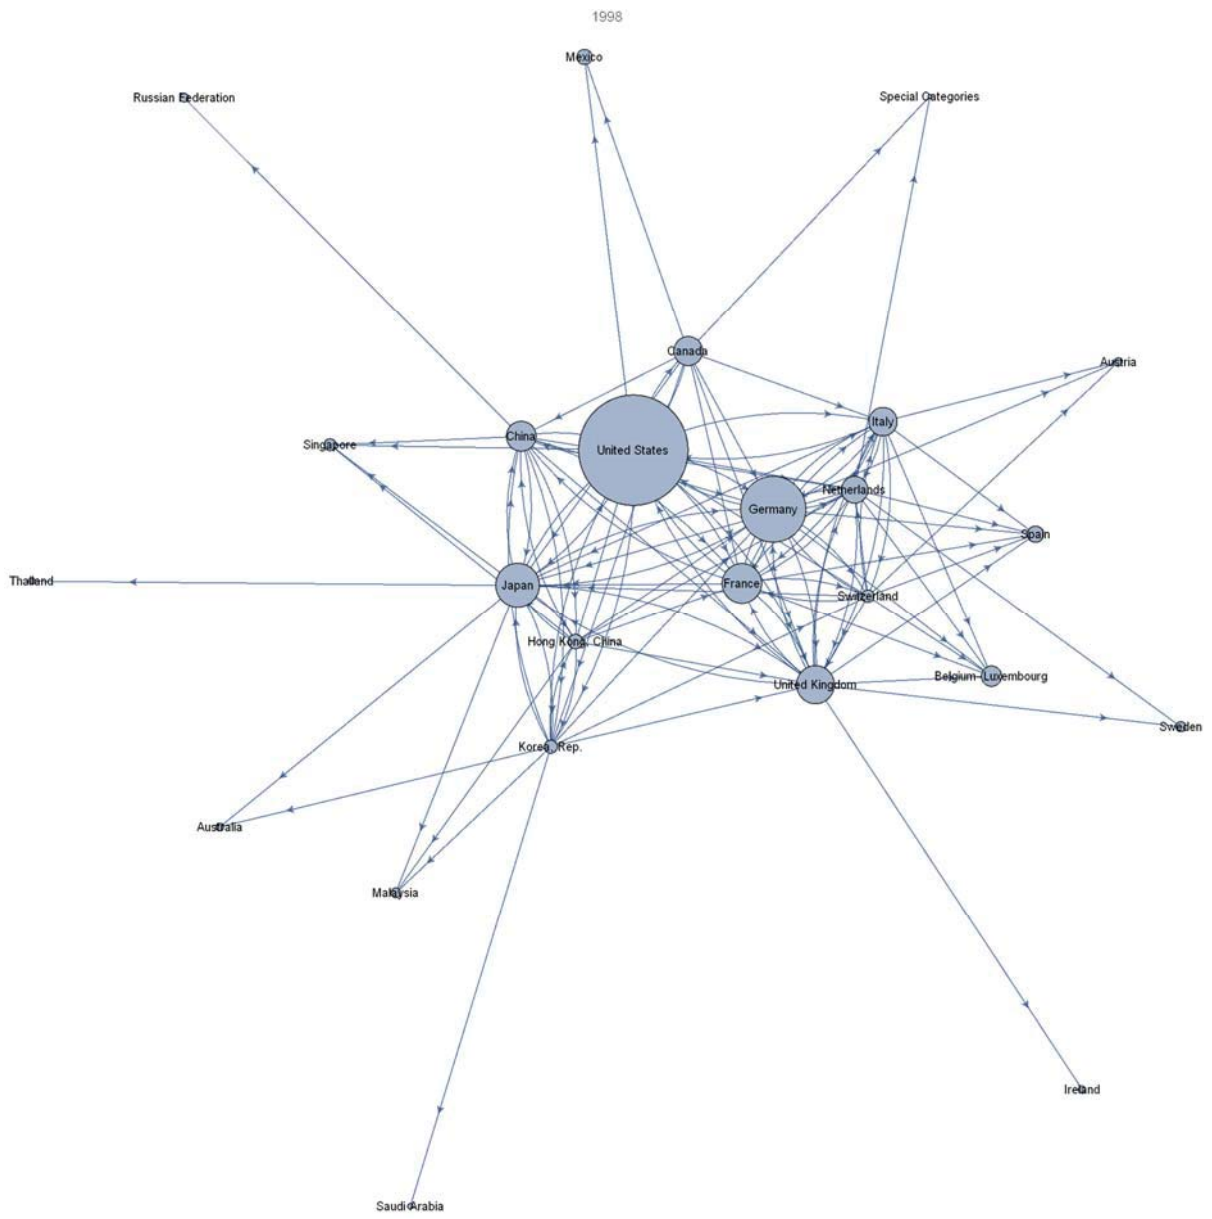 1998
Mexico
Russian Federation
Special Categories
Canada
Austria
Italy
China
Singapore
United States
Netherlands
Germany
Spain
Thailand
Japan
France
Switzerland
Hong Kong, China
Belgium-Luxembourg
United Kingdom
Sweden
Korea, Rep.
Australia
Malaysia
Ireland
Saudi Arabia